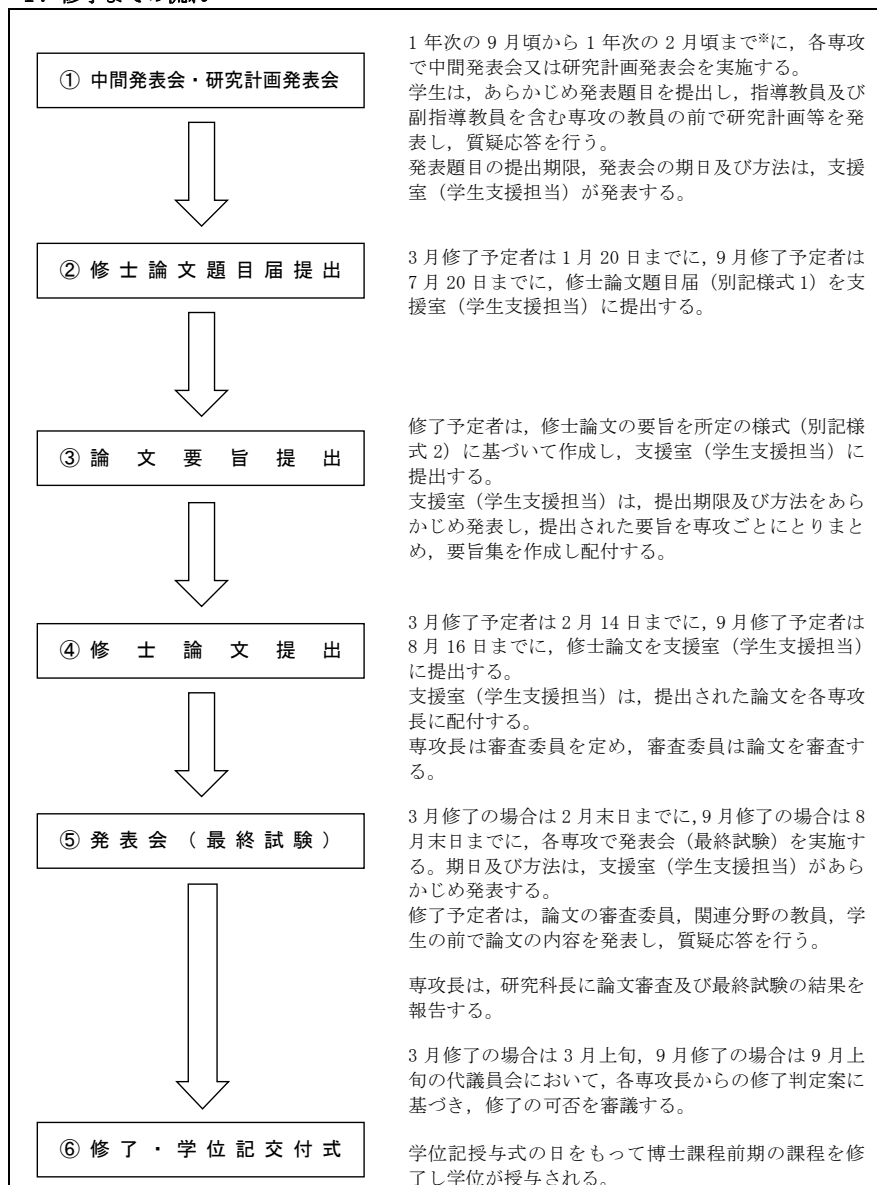 ① 中間発表会・研究計画発表会
1 年次の 9 月頃から 1 年次の 2 月頃まで※に，各専攻
で中間発表会又は研究計画発表会を実施する。
学生は，あらかじめ発表題目を提出し，指導教員及び
副指導教員を含む専攻の教員の前で研究計画等を発
表し，質疑応答を行う。
発表題目の提出期限，発表会の期日及び方法は，支援
室（学生支援担当）が発表する。
② 修 士 論 文 題 目 届 提 出
3 月修了予定者は 1 月 20 日までに，9 月修了予定者は
7 月 20 日までに，修士論文題目届（別記様式 1）を支
援室（学生支援担当）に提出する。
③ 論 文 要 旨 提 出
修了予定者は，修士論文の要旨を所定の様式（別記様
式 2）に基づいて作成し，支援室（学生支援担当）に
提出する。
支援室（学生支援担当）は，提出期限及び方法をあら
かじめ発表し，提出された要旨を専攻ごとにとりまと
め，要旨集を作成し配付する。
④ 修 士 論 文 提 出
3 月修了予定者は 2 月 14 日までに，9 月修了予定者は
8 月 16 日までに，修士論文を支援室（学生支援担当）
に提出する。
支援室（学生支援担当）は，提出された論文を各専攻
長に配付する。
専攻長は審査委員を定め，審査委員は論文を審査す
る。
⑤ 発 表 会 （ 最 終 試 験 ）
3 月修了の場合は 2 月末日までに，9 月修了の場合は 8
月末日までに，各専攻で発表会（最終試験）を実施す
る。期日及び方法は，支援室（学生支援担当）があら
かじめ発表する。
修了予定者は，論文の審査委員，関連分野の教員，学
生の前で論文の内容を発表し，質疑応答を行う。
専攻長は，研究科長に論文審査及び最終試験の結果を
報告する。
3 月修了の場合は 3 月上旬，9 月修了の場合は 9 月上
旬の代議員会において，各専攻長からの修了判定案に
基づき，修了の可否を審議する。
⑥ 修 了 ・ 学 位 記 交 付 式
学位記授与式の日をもって博士課程前期の課程を修
了し学位が授与される。